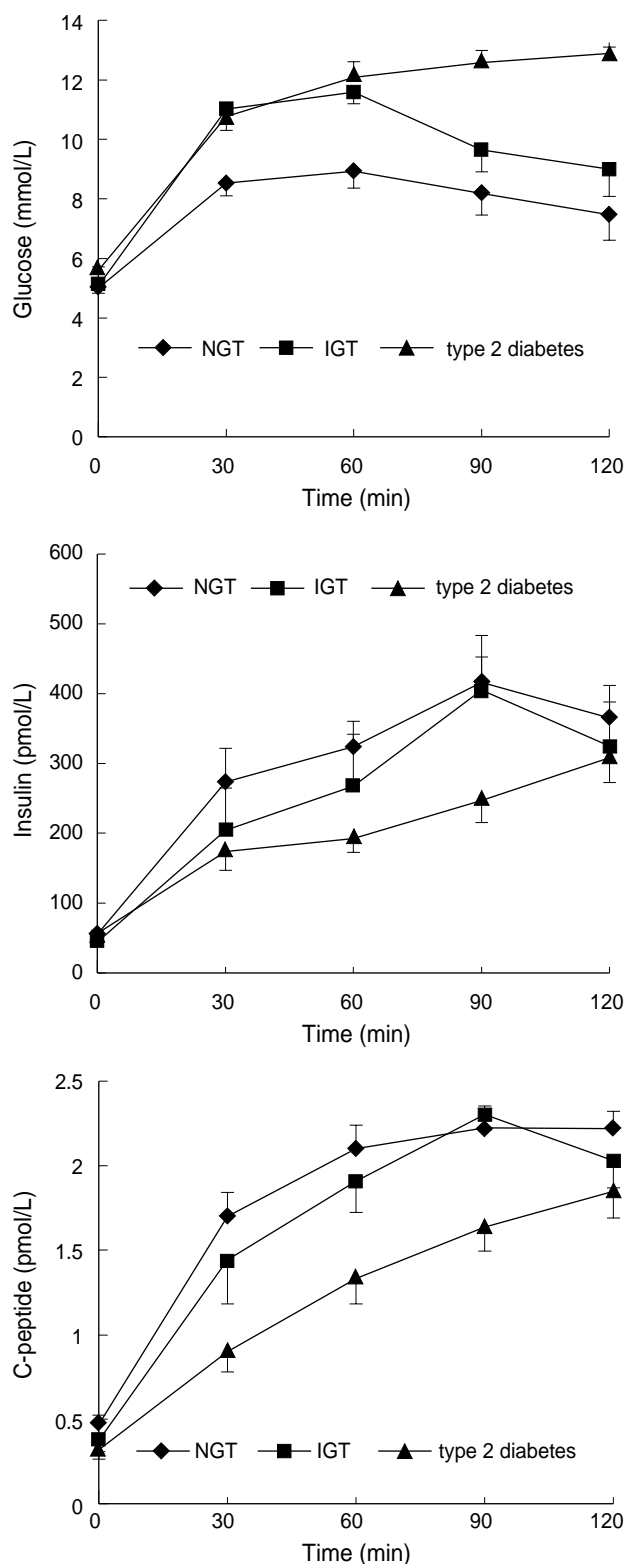 14
12
10
8
6
4
2
0
Glucose (mmol/L)
NGT IGT type 2 diabetes
0 30 60 90 120
Time (min)
600
500
400
300
200
100
0
Insulin (pmol/L)
NGT IGT type 2 diabetes
0 30 60 90 120
Time (min)
2.5
2
1.5
1
0.5
0
C-peptide (pmol/L)
NGT IGT type 2 diabetes
0 30 60 90 120
Time (min)